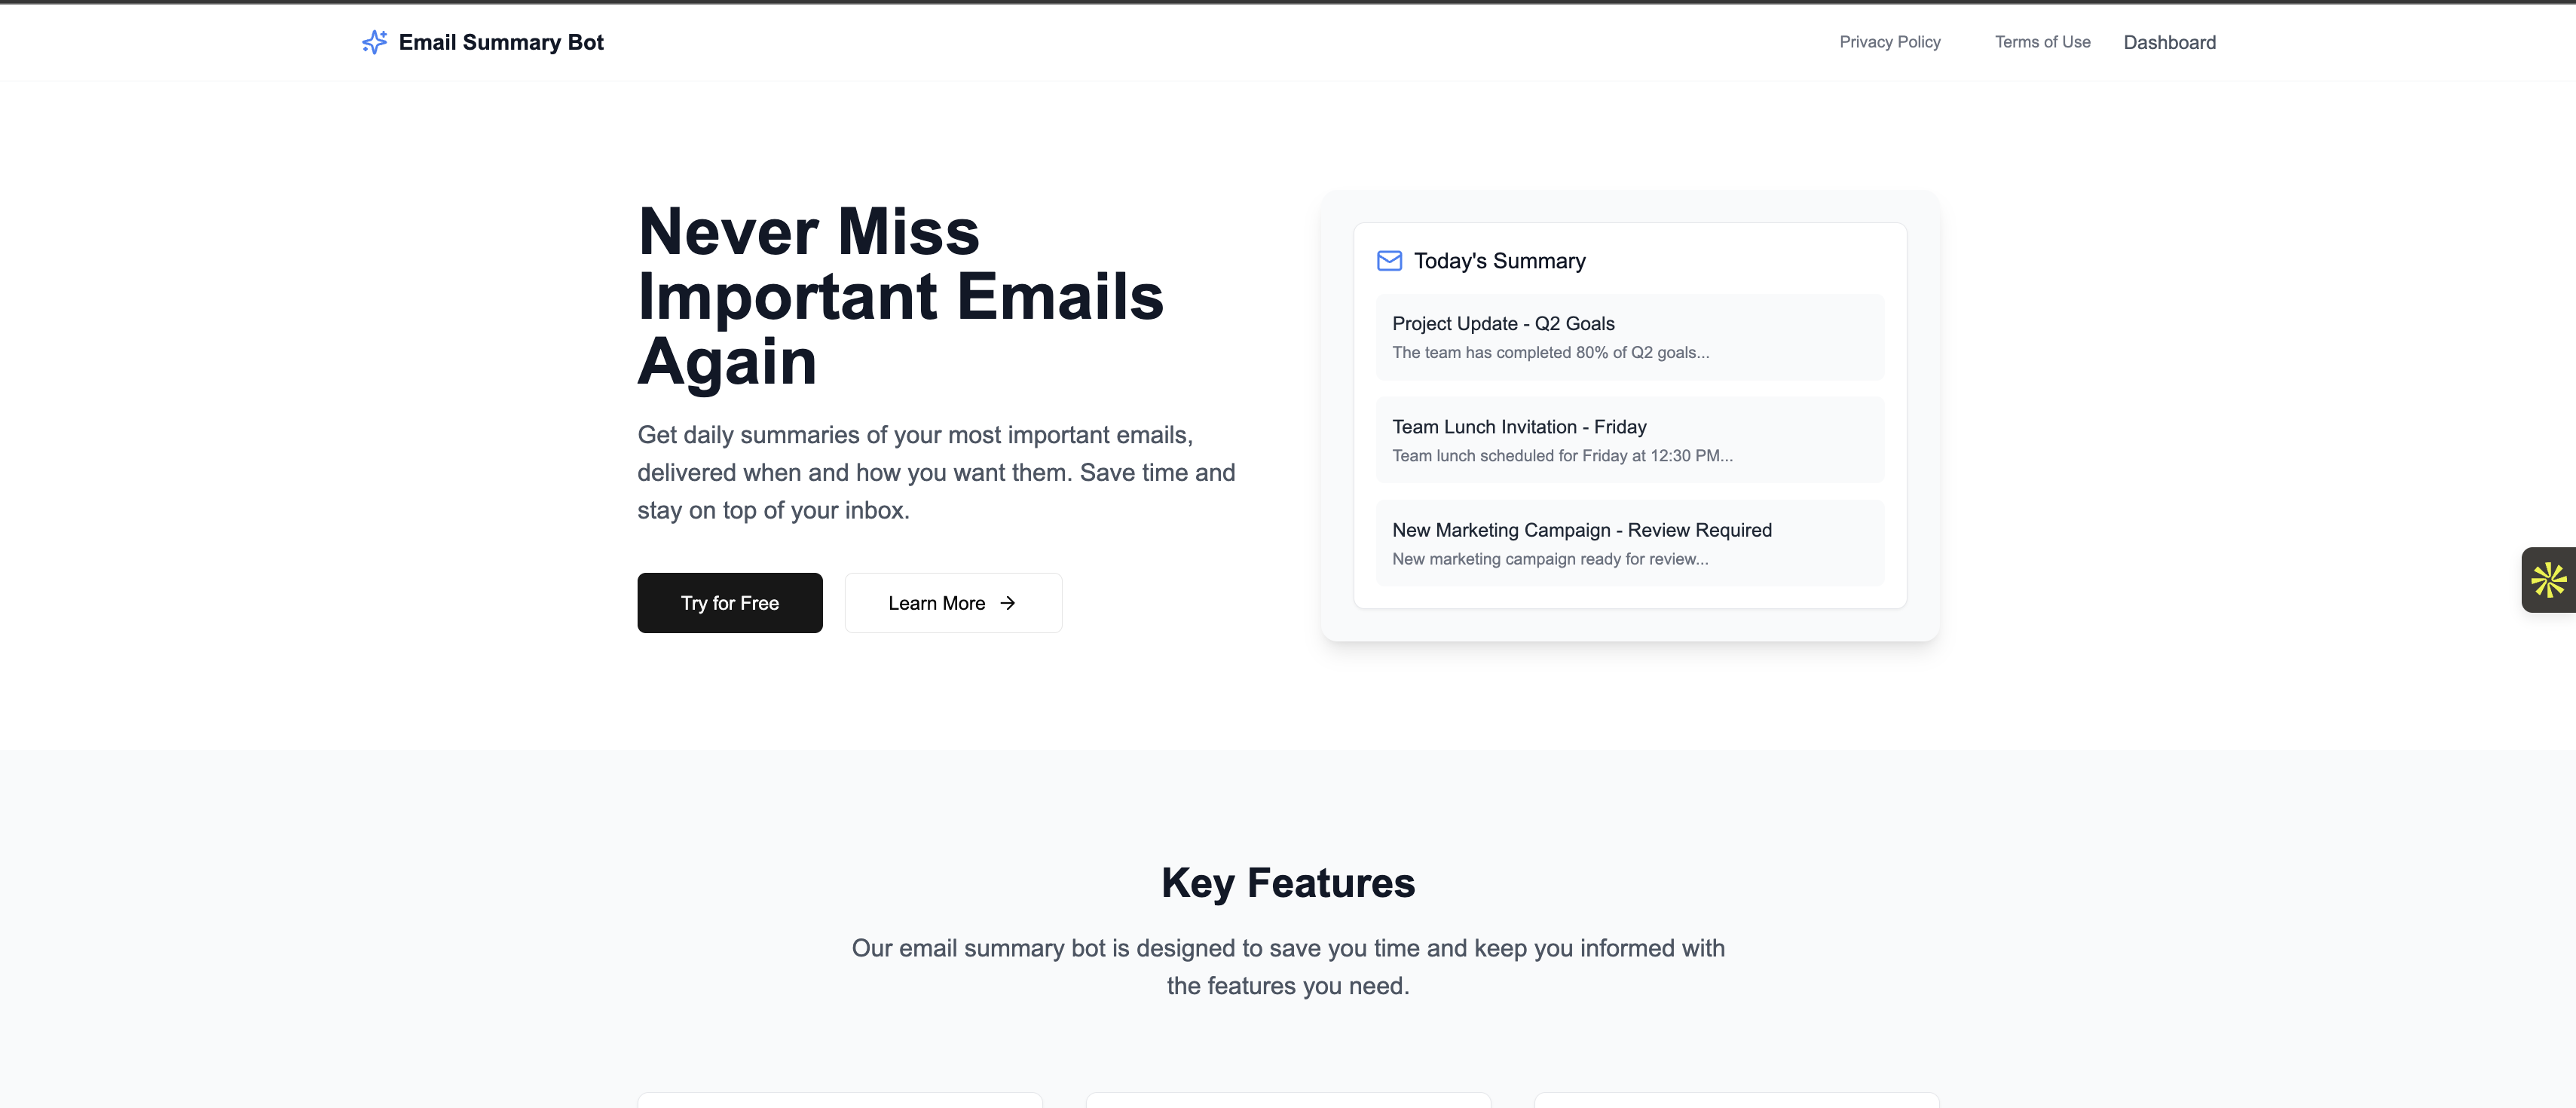 Email Summary Bot
Privacy Policy
Terms of Use
Dashboard
Never Miss
Important Emails
Again
Get daily summaries of your most important emails,
delivered when and how you want them. Save time and
stay on top of your inbox.
Try for Free
Learn More
Today's Summary
Project Update - Q2 Goals
The team has completed 80% of Q2 goals...
Team Lunch Invitation - Friday
Team lunch scheduled for Friday at 12:30 PM...
New Marketing Campaign - Review Required
New marketing campaign ready for review...
Key Features
Our email summary bot is designed to save you time and keep you informed with
the features you need.